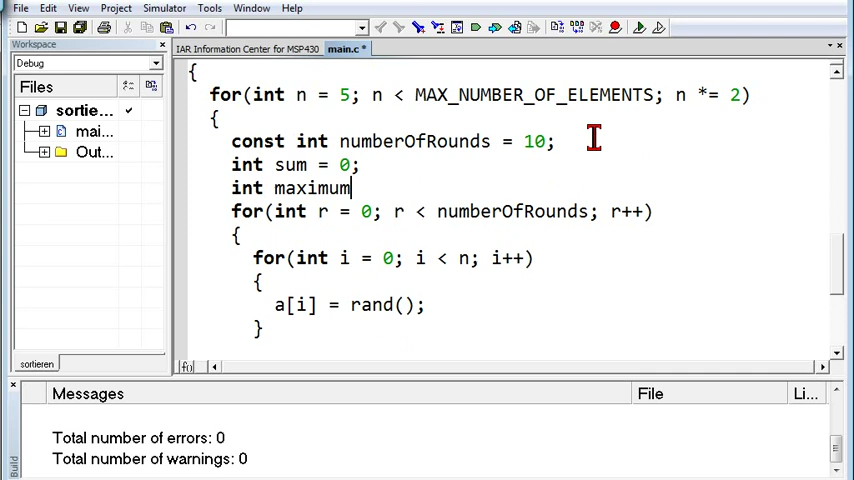 File Edit View Project Simulator Tools Window Help
Workspace
IAR Information Center for MSP430 main.c *
Debug
Files
sortie...
mai...
Out...
sortieren
{
for(int n = 5; n < MAX_NUMBER_OF_ELEMENTS; n *= 2)
{
const int numberOfRounds = 10;
int sum = 0;
int maximum
for(int r = 0; r < numberOfRounds; r++)
{
for(int i = 0; i < n; i++)
{
a[i] = rand();
}
f()
Messages File Li...
Total number of errors: 0
Total number of warnings: 0
Build